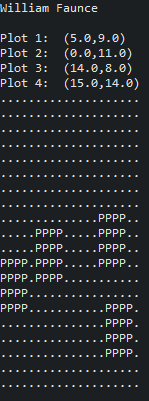 William Faunce
Plot 1: (5.0,9.0)
Plot 2: (0.0,11.0)
Plot 3: (14.0,8.0)
Plot 4: (15.0,14.0)
....................
....................
....................
....................
....................
....................
....................
....................
..............PPPP..
.....PPPP.....PPPP..
.....PPPP.....PPPP..
PPPP.PPPP.....PPPP..
PPPP.PPPP...........
PPPP................
PPPP...........PPPP.
...............PPPP.
...............PPPP.
...............PPPP.
....................
....................